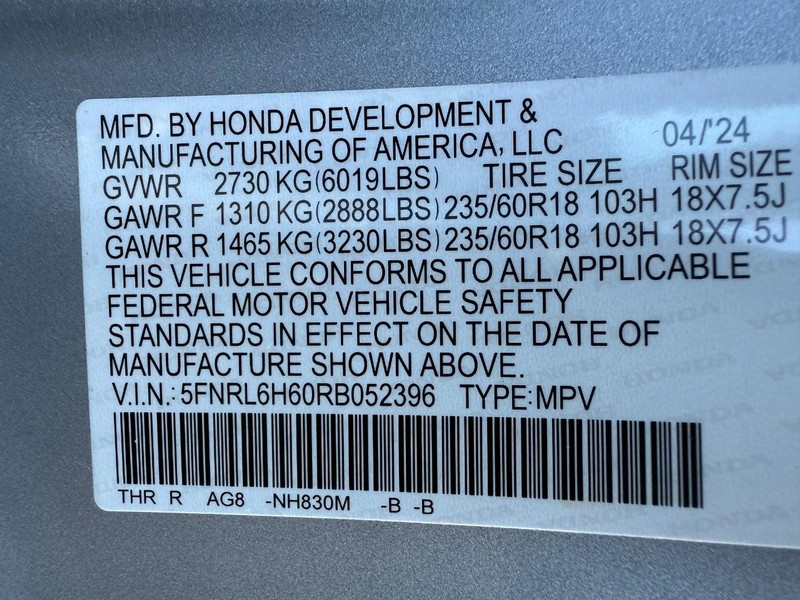 MFD. BY HONDA DEVELOPMENT &
MANUFACTURING OF AMERICA, LLC 04/'24
GVWR 2730 KG(6019LBS) TIRE SIZE RIM SIZE
GAWR F 1310 KG(2888LBS) 235/60R18 103H 18X7.5J
GAWR R 1465 KG(3230LBS) 235/60R18 103H 18X7.5J
THIS VEHICLE CONFORMS TO ALL APPLICABLE
FEDERAL MOTOR VEHICLE SAFETY
STANDARDS IN EFFECT ON THE DATE OF
MANUFACTURE SHOWN ABOVE.
V.I.N.: 5FNRL6H60RB052396 TYPE: MPV
THR R AG8 -NH830M -B -B